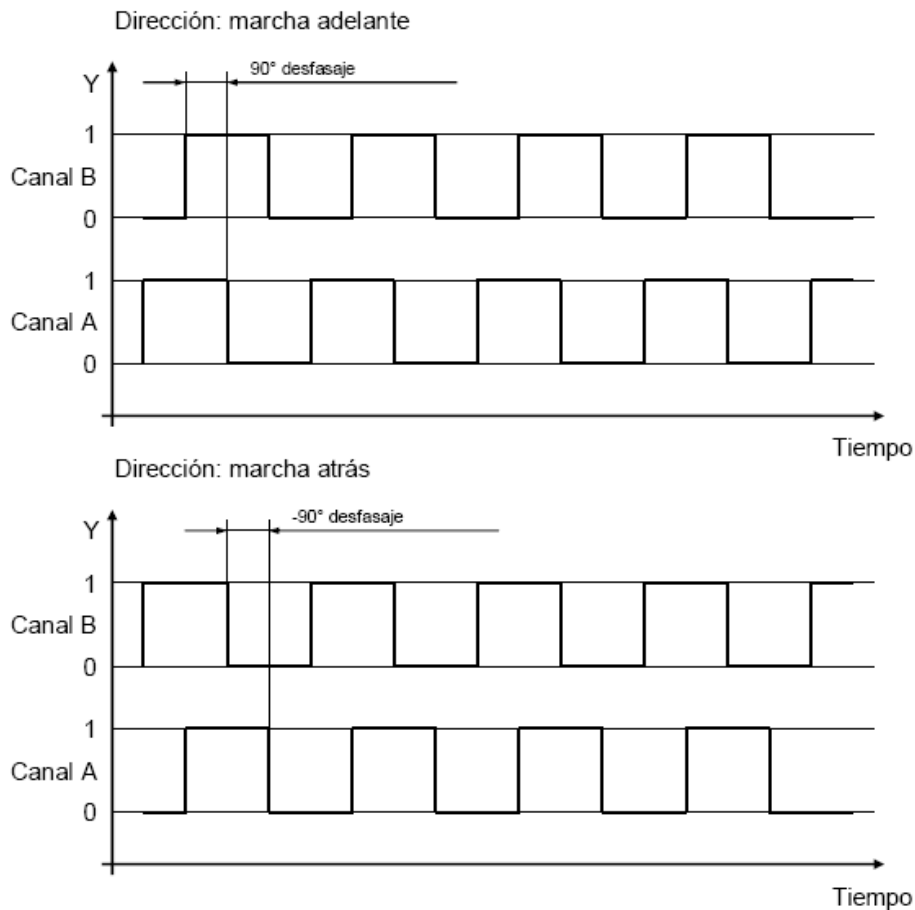 Dirección: marcha adelante
90° desfasaje
Y
1
Canal B
0
1
Canal A
0
Tiempo
Dirección: marcha atrás
-90° desfasaje
Y
1
Canal B
0
1
Canal A
0
Tiempo